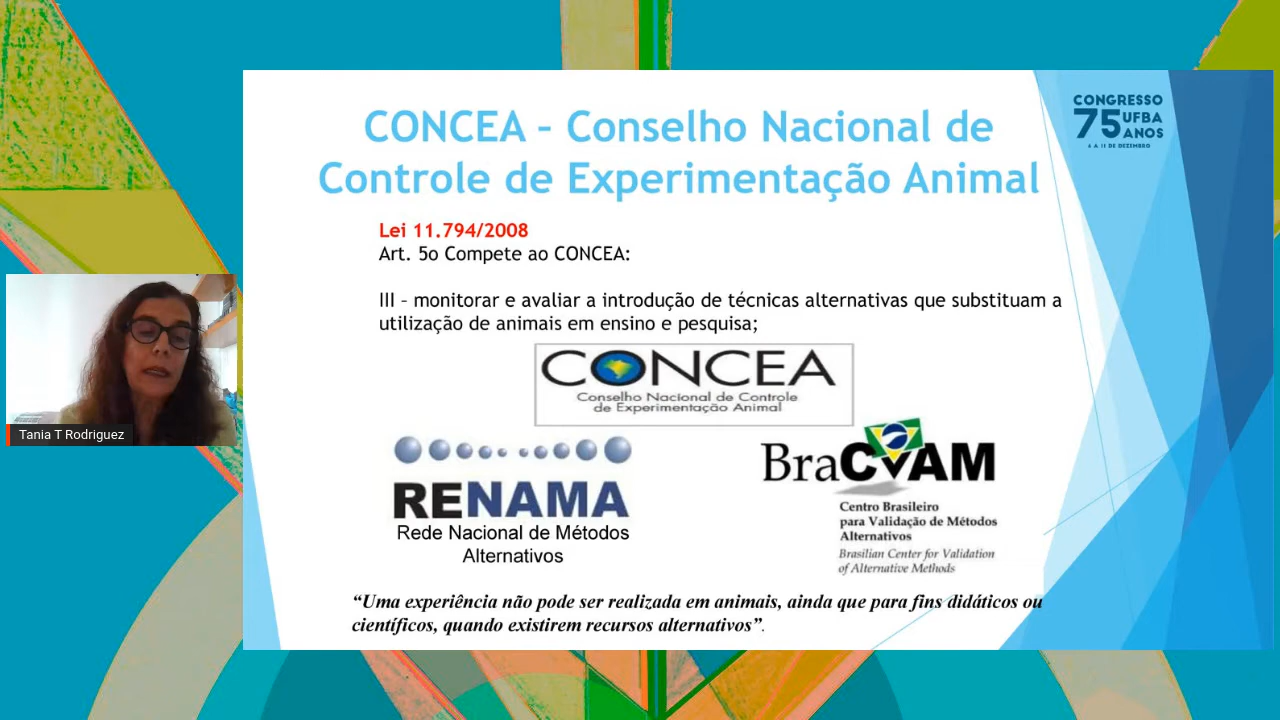 CONGRESSO
75 UFBA
ANOS
6 A 11 DE DEZEMBRO
CONCEA – Conselho Nacional de
Controle de Experimentação Animal
Lei 11.794/2008
Art. 5o Compete ao CONCEA:
III – monitorar e avaliar a introdução de técnicas alternativas que substituam a
utilização de animais em ensino e pesquisa;
CONCEA
Conselho Nacional de Controle
de Experimentação Animal
Tania T Rodriguez
RENAMA
Rede Nacional de Métodos
Alternativos
BraCVAM
Centro Brasileiro
para Validação de Métodos
Alternativos
Brasilian Center for Validation
of Alternative Methods
“Uma experiência não pode ser realizada em animais, ainda que para fins didáticos ou
científicos, quando existirem recursos alternativos”.